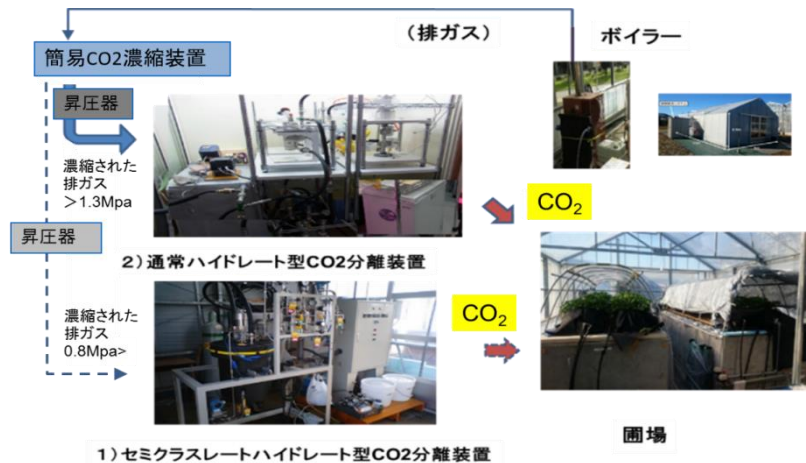 (排ガス)
ボイラー
簡易CO2濃縮装置
昇圧器
濃縮された
排ガス
>1.3Mpa
CO2
昇圧器
2)通常ハイドレート型CO2分離装置
濃縮された
排ガス
0.8Mpa>
CO2
圃場
1)セミクラスレートハイドレート型CO2分離装置